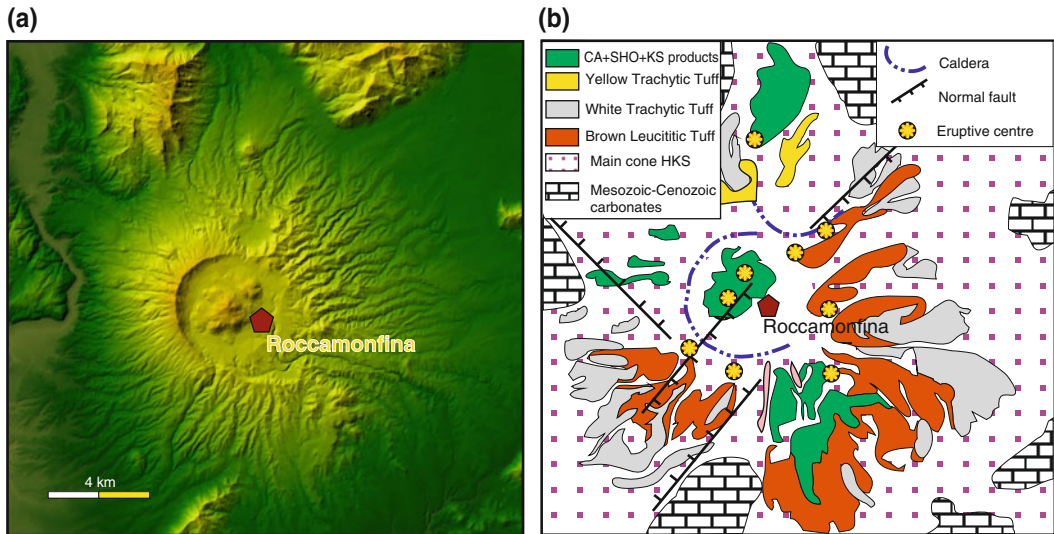 (a)
Roccamonfina
4 km
(b)
CA+SHO+KS products
Yellow Trachytic Tuff
White Trachytic Tuff
Brown Leucititic Tuff
Main cone HKS
Mesozoic-Cenozoic
carbonates
Caldera
Normal fault
Eruptive centre
Roccamonfina